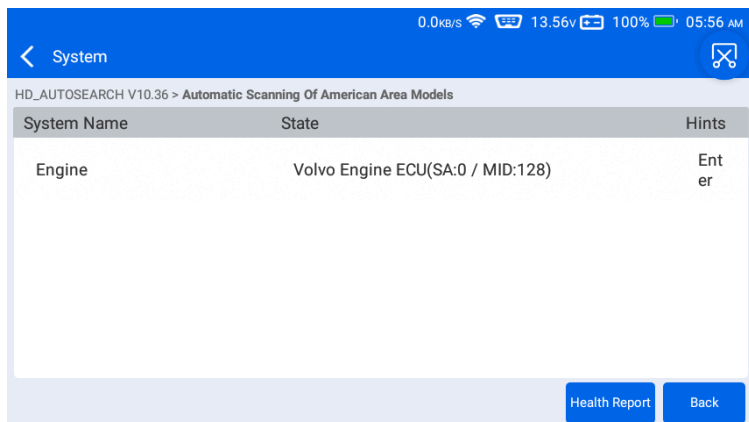 0.0KB/S 13.56V 100% 05:56 AM
System
HD_AUTOSEARCH V10.36 > Automatic Scanning Of American Area Models
System Name State Hints
Engine Volvo Engine ECU(SA:0 / MID:128) Ent
er
Health Report Back